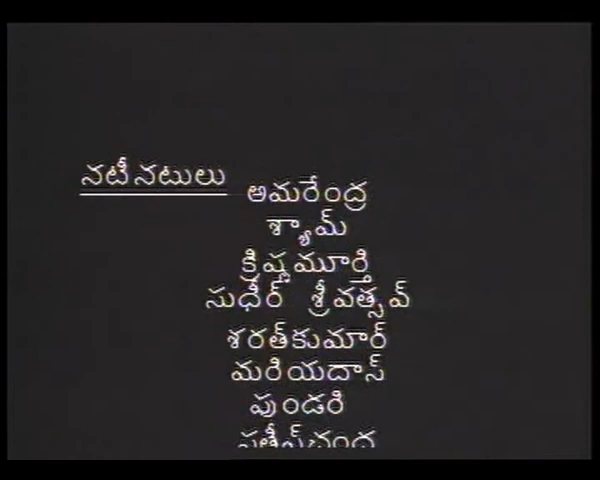 నటీనటులు
అమరేంద్ర
శ్యామ్
క్రిష్ణమూర్తి
సుధీర్ శ్రీవత్సవ్
శరత్‌కుమార్
మరియదాస్
పుండరి